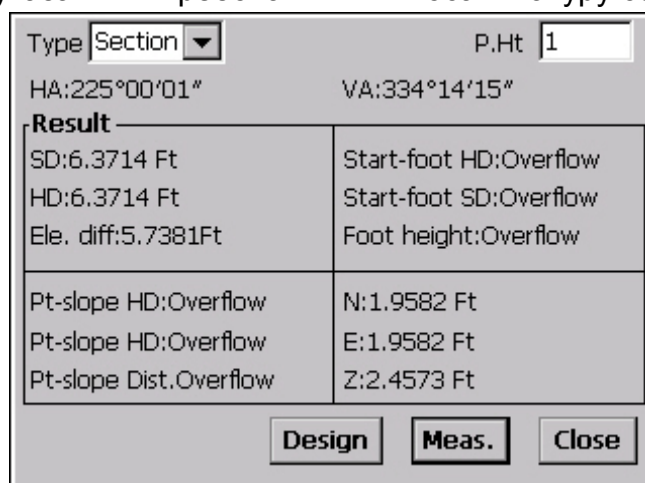 Type Section P.Ht 1
HA:225°00'01" VA:334°14'15"
Result
SD:6.3714 Ft Start-foot HD:Overflow
HD:6.3714 Ft Start-foot SD:Overflow
Ele. diff:5.7381Ft Foot height:Overflow
Pt-slope HD:Overflow N:1.9582 Ft
Pt-slope HD:Overflow E:1.9582 Ft
Pt-slope Dist.Overflow Z:2.4573 Ft
Design Meas. Close